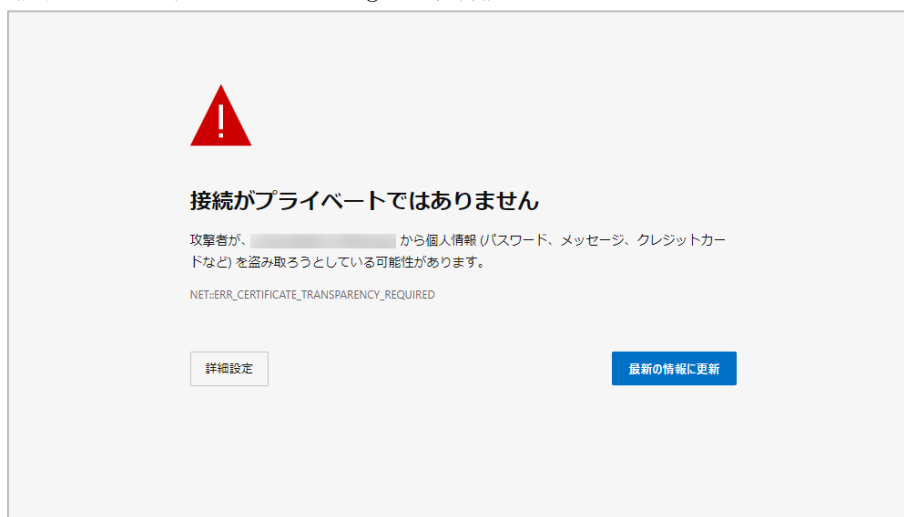 接続がプライベートではありません
攻撃者が、 から個人情報 (パスワード、メッセージ、クレジットカー
ドなど) を盗み取ろうとしている可能性があります。
NET::ERR_CERTIFICATE_TRANSPARENCY_REQUIRED
詳細設定 最新の情報に更新